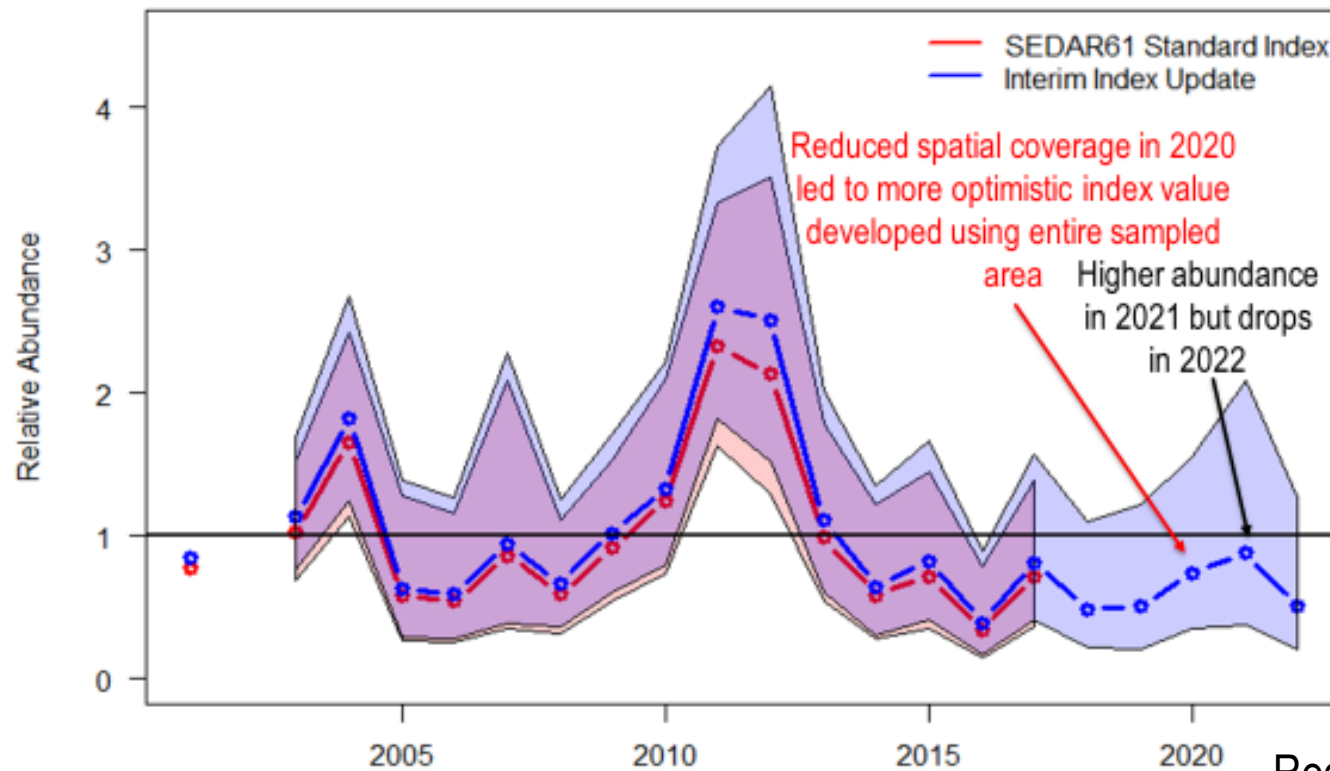 SEDAR61 Standard Index
Interim Index Update
Reduced spatial coverage in 2020
led to more optimistic index value
developed using entire sampled
area
Higher abundance
in 2021 but drops
in 2022
Relative Abundance
4
3
2
1
0
2005
2010
2015
2020